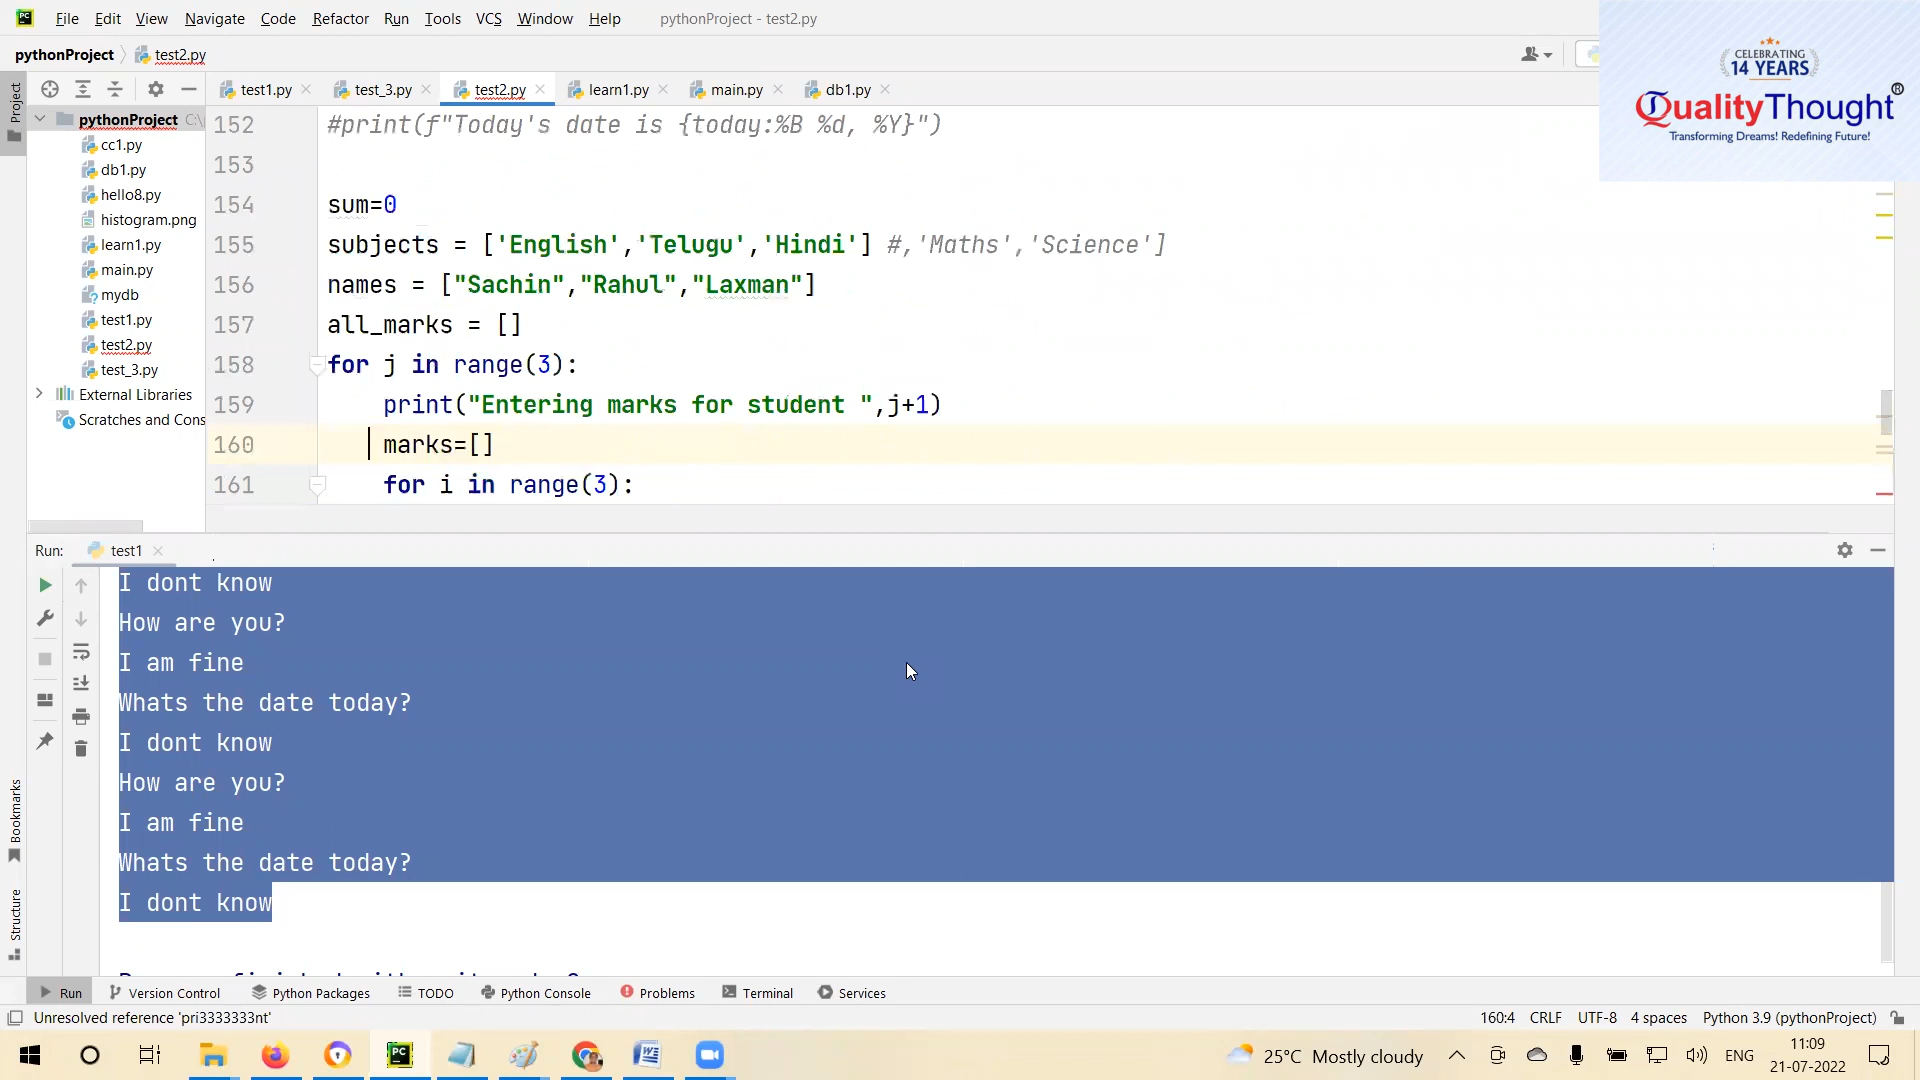 File Edit View Navigate Code Refactor Run Tools VCS Window Help pythonProject - test2.py
CELEBRATING
14 YEARS
QualityThought®
Transforming Dreams! Redefining Future!
pythonProject test2.py
Project
test1.py test_3.py test2.py learn1.py main.py db1.py
pythonProject
cc1.py
db1.py
hello8.py
histogram.png
learn1.py
main.py
mydb
test1.py
test2.py
test_3.py
External Libraries
Scratches and Cons
152 #print(f"Today's date is {today:%B %d, %Y}")
153
154 sum=0
155 subjects = ['English','Telugu','Hindi'] #,'Maths','Science']
156 names = ["Sachin","Rahul","Laxman"]
157 all_marks = []
158 for j in range(3):
159 print("Entering marks for student ",j+1)
160 marks=[]
161 for i in range(3):
Run: test1
I dont know
How are you?
I am fine
Whats the date today?
I dont know
How are you?
I am fine
Whats the date today?
I dont know
Bookmarks
Structure
Run Version Control Python Packages TODO Python Console Problems Terminal Services
Unresolved reference 'pri3333333nt' 160:4 CRLF UTF-8 4 spaces Python 3.9 (pythonProject)
25°C Mostly cloudy ENG 11:09
21-07-2022